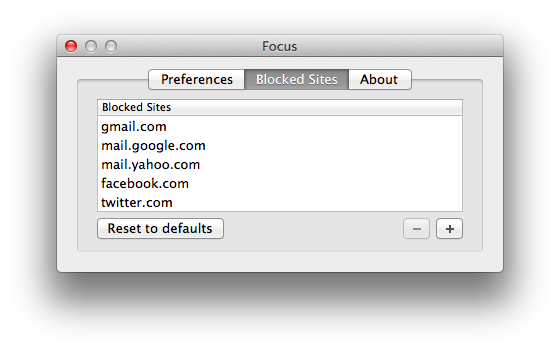 Focus
Preferences Blocked Sites About
Blocked Sites
gmail.com
mail.google.com
mail.yahoo.com
facebook.com
twitter.com
Reset to defaults − +